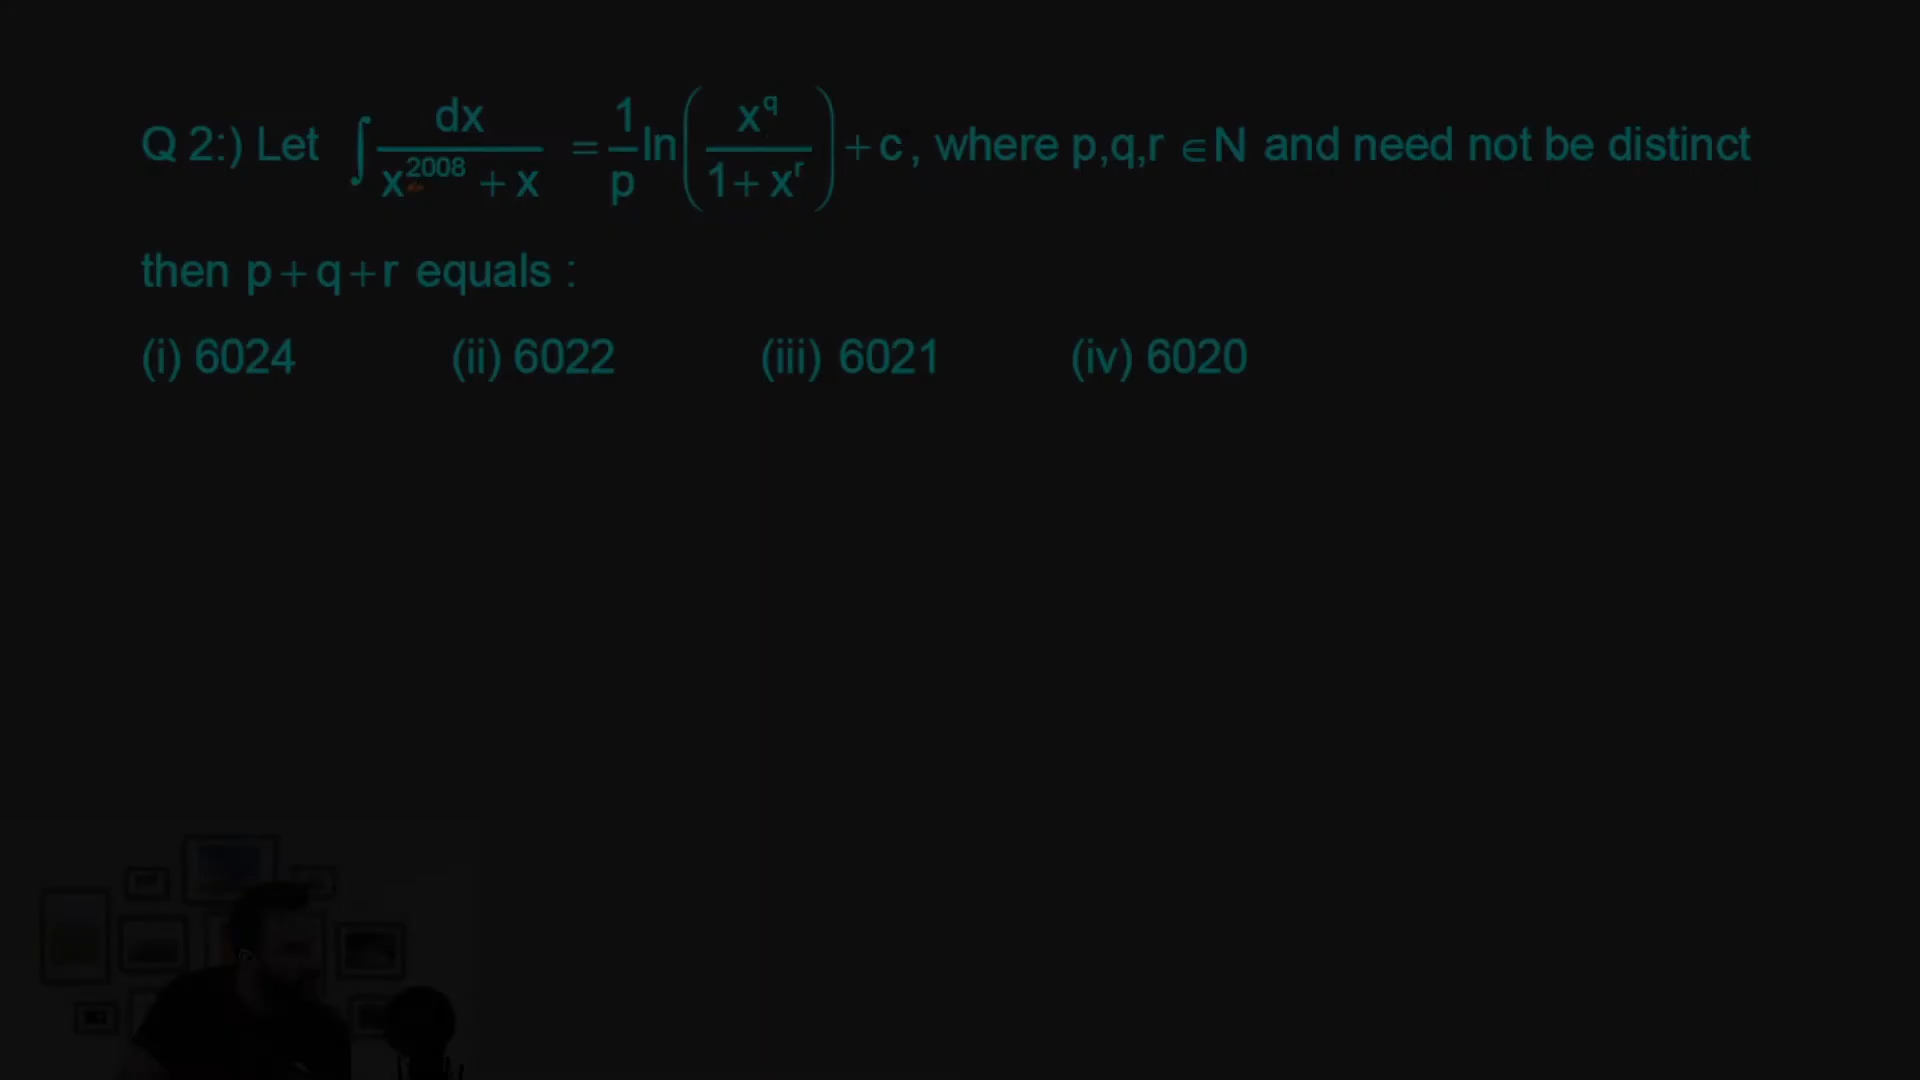 Q 2:) Let ∫ dx/(x^2008 + x) = 1/p ln(x^q/(1+x^r)) + c, where p,q,r ∈ N and need not be distinct
then p + q + r equals :
(i) 6024 (ii) 6022 (iii) 6021 (iv) 6020